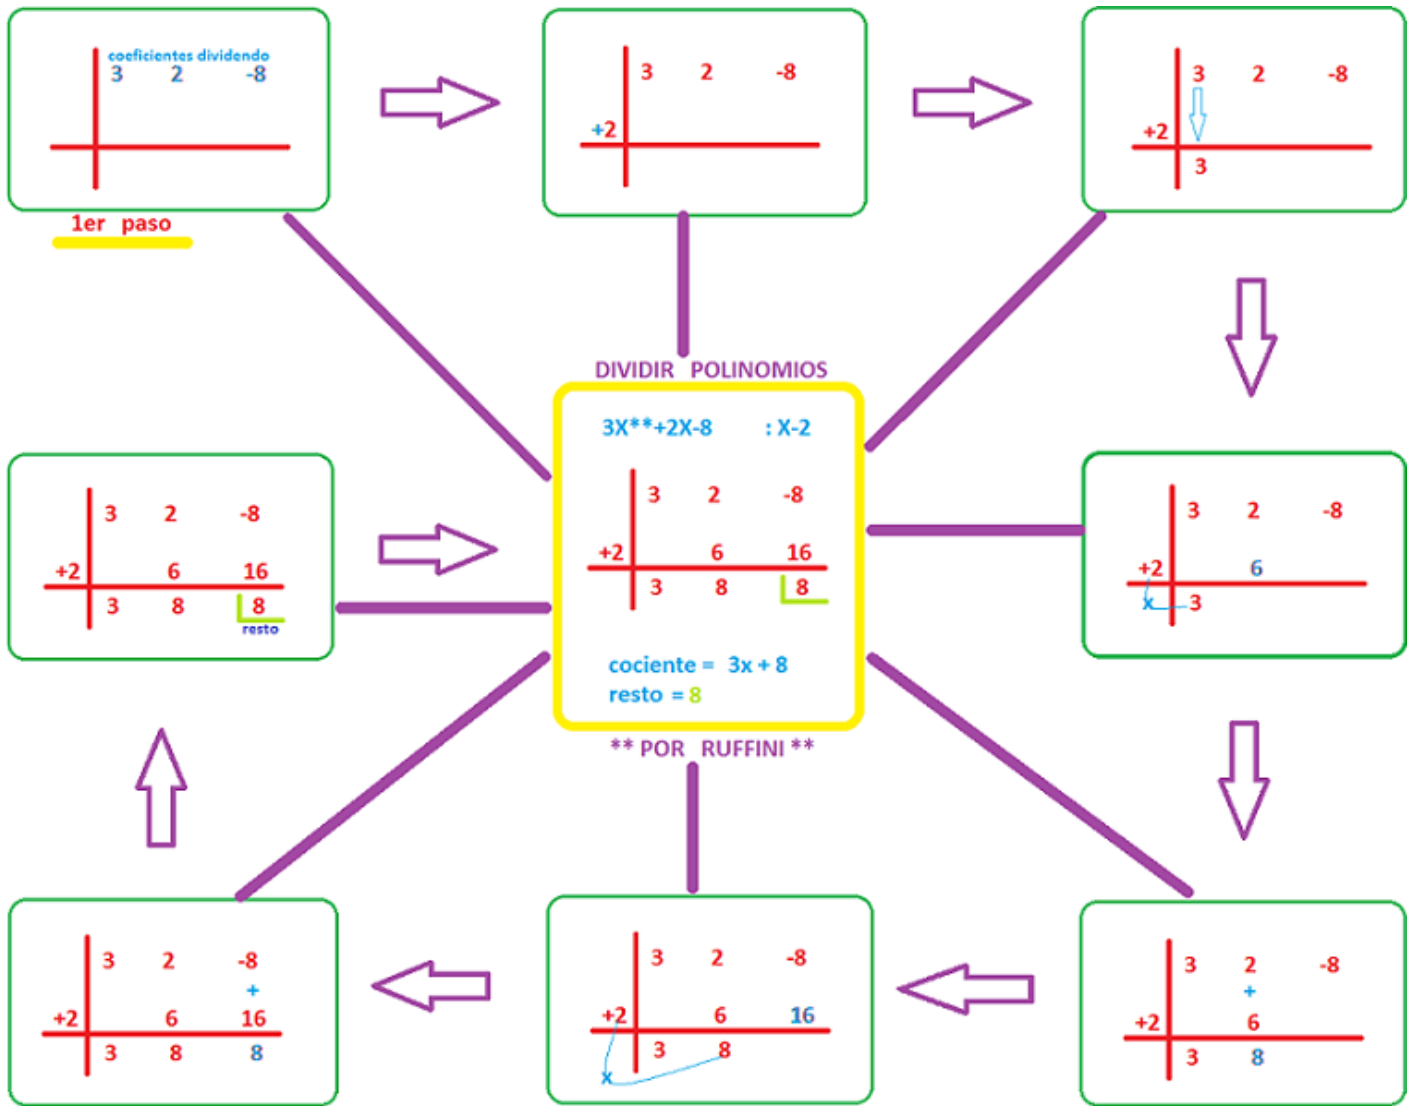 coeficientes dividendo
3 2 -8
1er paso
3 2 -8
+2
3 2 -8
+2
3
DIVIDIR POLINOMIOS
3X**+2X-8 : X-2
3 2 -8
+2 6 16
3 8 8
cociente = 3x + 8
resto = 8
** POR RUFFINI **
3 2 -8
+2 6
x 3
3 2 -8
+
+2 6
3 8
3 2 -8
+2 6 16
3 8
x
3 2 -8
+
+2 6 16
3 8 8
3 2 -8
+2 6 16
3 8 8
resto